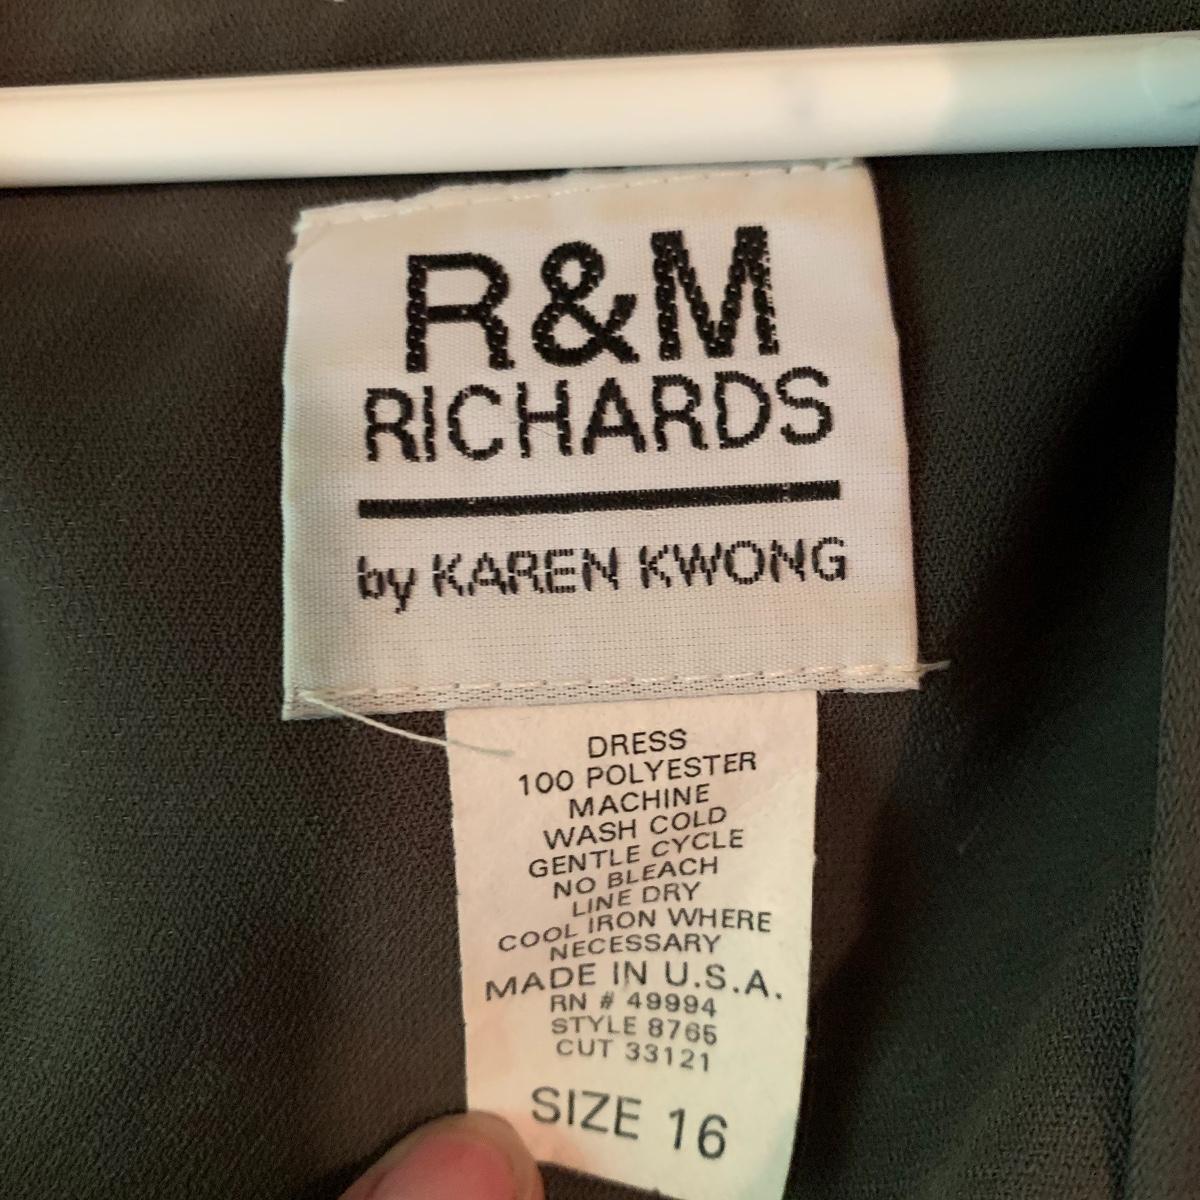 R&M
RICHARDS
by KAREN KWONG
DRESS
100 POLYESTER
MACHINE
WASH COLD
GENTLE CYCLE
NO BLEACH
LINE DRY
COOL IRON WHERE
NECESSARY
MADE IN U.S.A.
RN # 49994
STYLE 8765
CUT 33121
SIZE 16